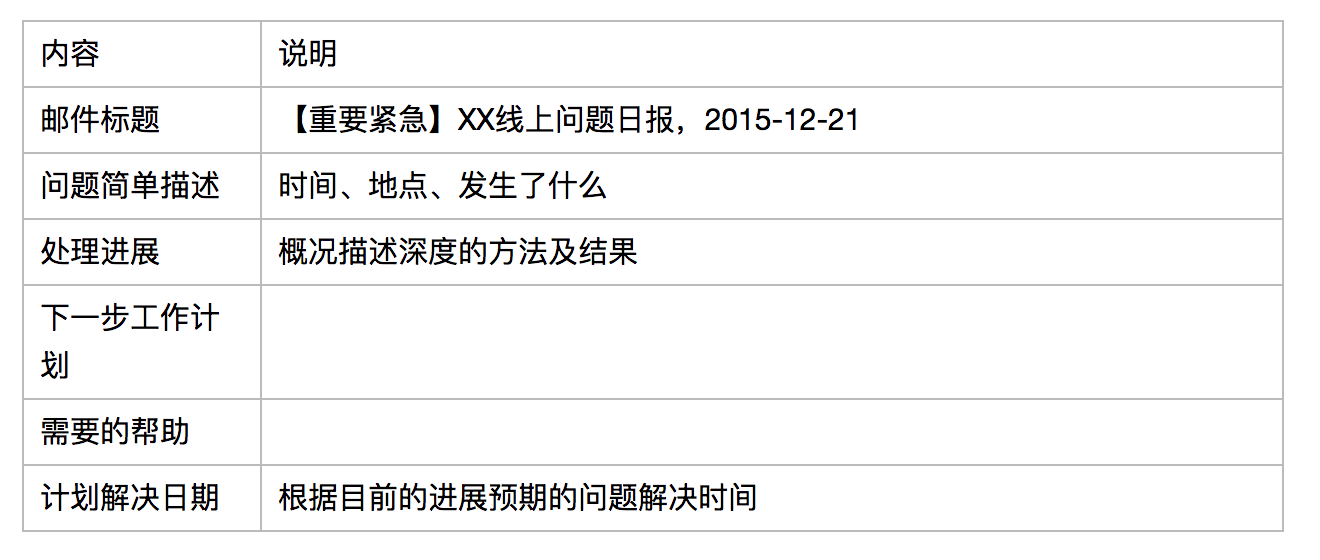 内容 说明
邮件标题 【重要紧急】XX线上问题日报，2015-12-21
问题简单描述 时间、地点、发生了什么
处理进展 概况描述深度的方法及结果
下一步工作计
划
需要的帮助
计划解决日期 根据目前的进展预期的问题解决时间